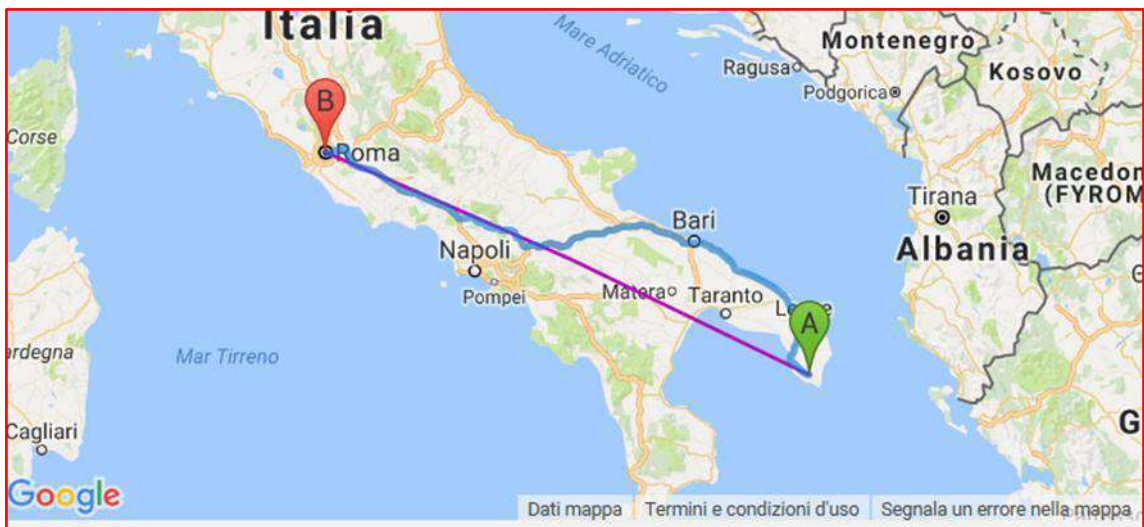 Italia
Mare Adriatico
Montenegro
Ragusa
Podgorica
Kosovo
Corse
B
Roma
Macedon
(FYROM
Tirana
Bari
Albania
Napoli
Pompei
Matera
Taranto
A
ardegna
Mar Tirreno
Cagliari
G
Google
Dati mappa
Termini e condizioni d'uso
Segnala un errore nella mappa